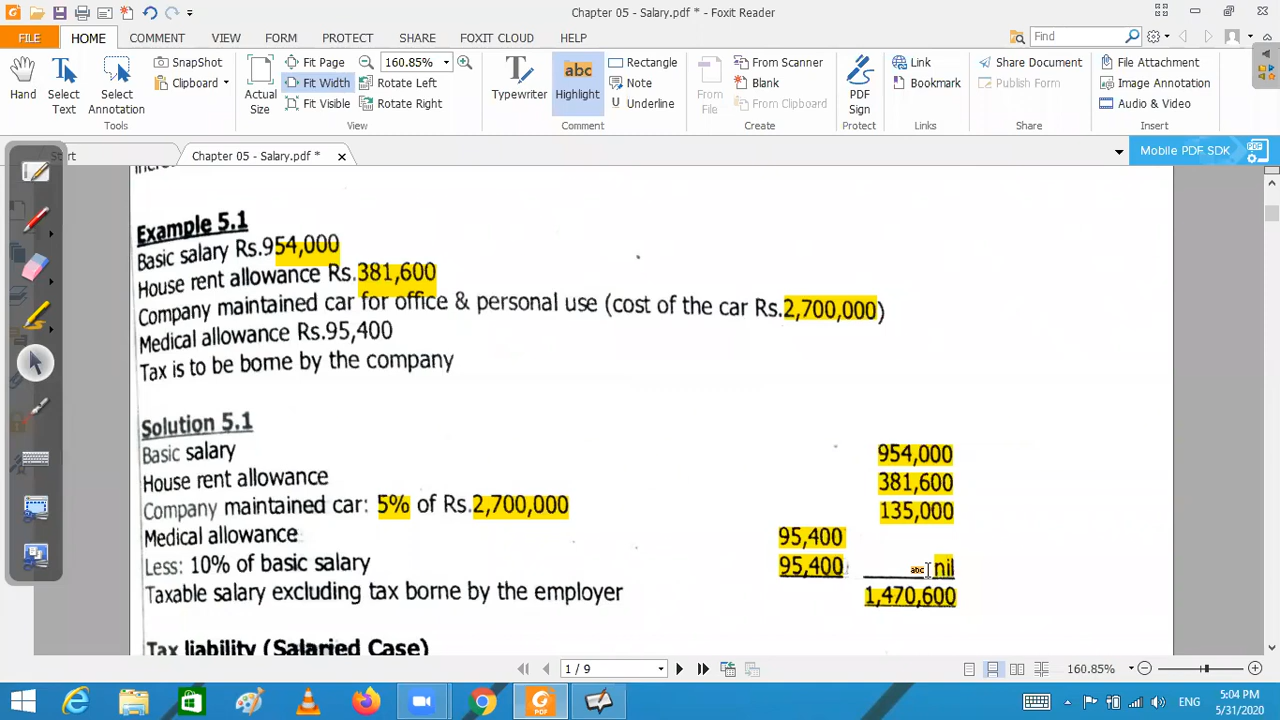 Chapter 05 - Salary.pdf * - Foxit Reader
FILE HOME COMMENT VIEW FORM PROTECT SHARE FOXIT CLOUD HELP
Find
Hand
Select Text
Select Annotation
SnapShot
Clipboard
Tools
Actual Size
Fit Page
Fit Width
Fit Visible
160.85%
Rotate Left
Rotate Right
View
Typewriter
abc
Highlight
Rectangle
Note
Underline
Comment
From File
From Scanner
Blank
From Clipboard
Create
PDF Sign
Protect
Link
Bookmark
Links
Share Document
Publish Form
Share
File Attachment
Image Annotation
Audio & Video
Insert
Start
Chapter 05 - Salary.pdf *
Mobile PDF SDK
PDF
Example 5.1
Basic salary Rs.954,000
House rent allowance Rs.381,600
Company maintained car for office & personal use (cost of the car Rs.2,700,000)
Medical allowance Rs.95,400
Tax is to be borne by the company
Solution 5.1
Basic salary 954,000
House rent allowance 381,600
Company maintained car: 5% of Rs.2,700,000 135,000
Medical allowance 95,400
Less: 10% of basic salary 95,400 abc nil
Taxable salary excluding tax borne by the employer 1,470,600
Tax liability (Salaried Case)
1 / 9
160.85%
PDF
ENG
5:04 PM
5/31/2020